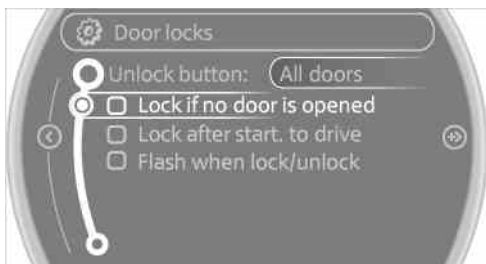 Door locks
Unlock button: All doors
Lock if no door is opened
Lock after start. to drive
Flash when lock/unlock